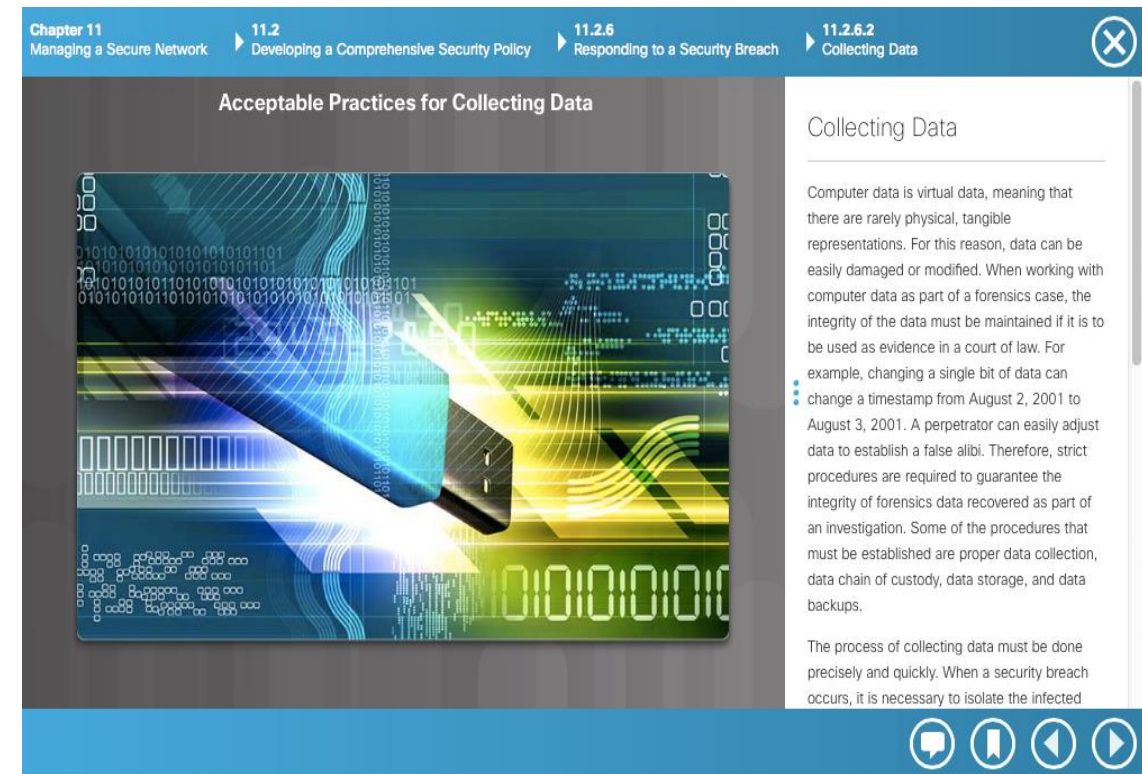 Chapter 11
Managing a Secure Network
11.2
Developing a Comprehensive Security Policy
11.2.6
Responding to a Security Breach
11.2.6.2
Collecting Data
Acceptable Practices for Collecting Data
Collecting Data
Computer data is virtual data, meaning that
there are rarely physical, tangible
representations. For this reason, data can be
easily damaged or modified. When working with
computer data as part of a forensics case, the
integrity of the data must be maintained if it is to
be used as evidence in a court of law. For
example, changing a single bit of data can
change a timestamp from August 2, 2001 to
August 3, 2001. A perpetrator can easily adjust
data to establish a false alibi. Therefore, strict
procedures are required to guarantee the
integrity of forensics data recovered as part of
an investigation. Some of the procedures that
must be established are proper data collection,
data chain of custody, data storage, and data
backups.
The process of collecting data must be done
precisely and quickly. When a security breach
occurs, it is necessary to isolate the infected